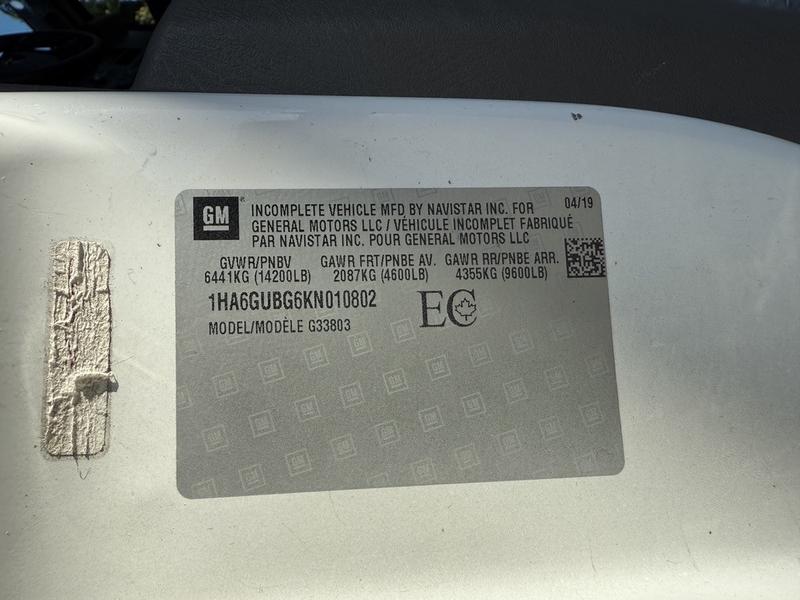 GM
INCOMPLETE VEHICLE MFD BY NAVISTAR INC. FOR
GENERAL MOTORS LLC / VÉHICULE INCOMPLET FABRIQUÉ
PAR NAVISTAR INC. POUR GENERAL MOTORS LLC
04/19
GVWR/PNBV GAWR FRT/PNBE AV. GAWR RR/PNBE ARR.
6441KG (14200LB) 2087KG (4600LB) 4355KG (9600LB)
1HA6GUBG6KN010802
EC
MODEL/MODÈLE G33803